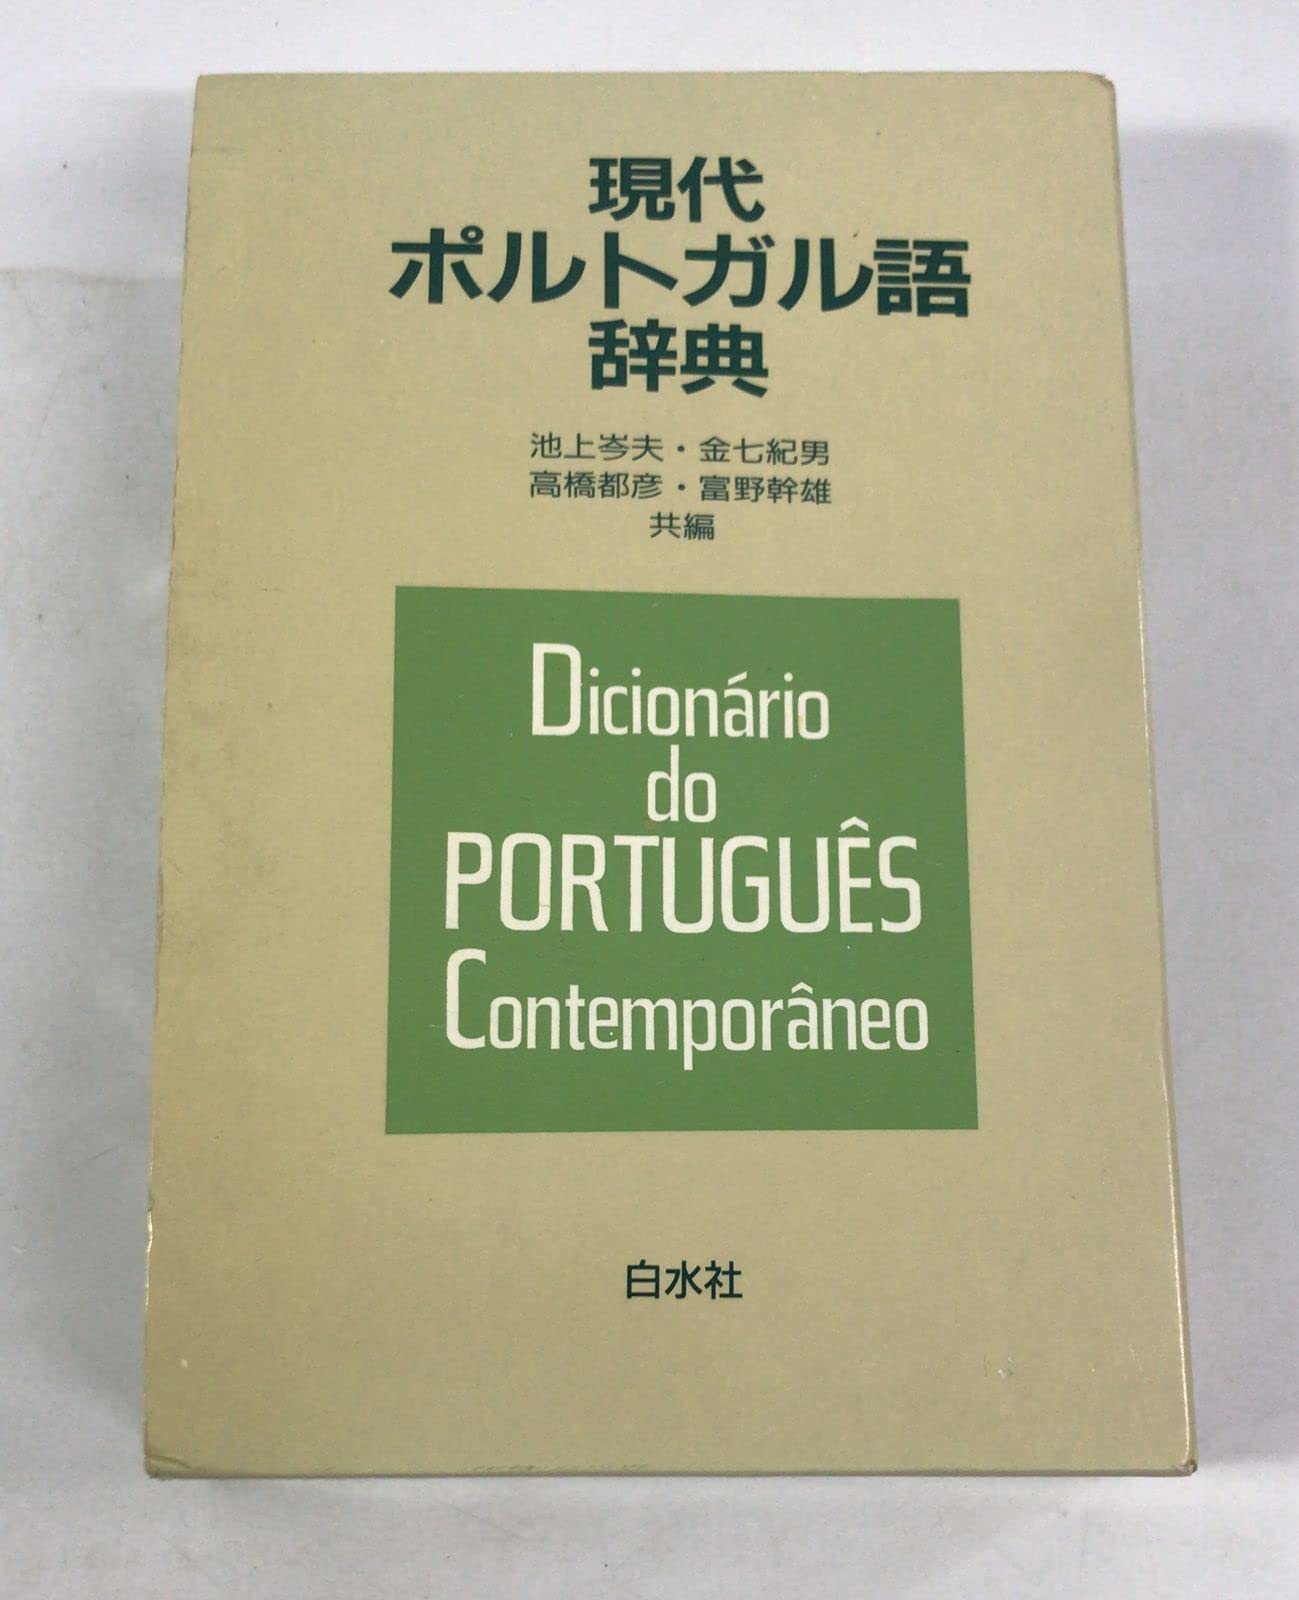 現代
ポルトガル語
辞典
池上岑夫・金七紀男
高橋都彦・富野幹雄
共編
Dicionário
do
PORTUGUÊS
Contemporâneo
白水社